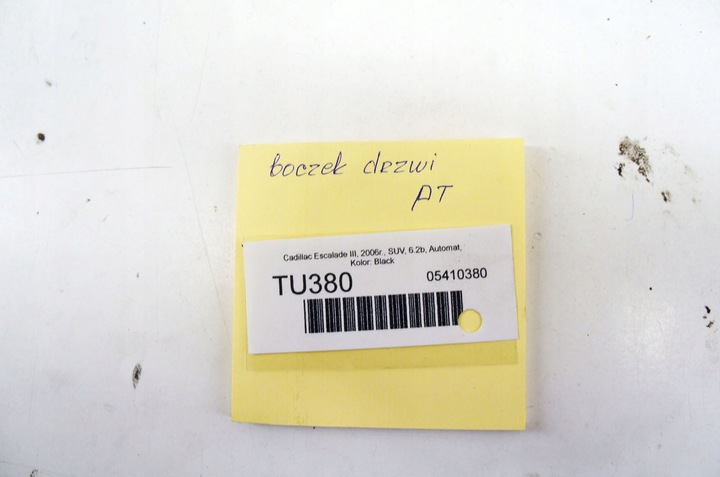 boczek drzwi
PT
Cadillac Escalade III, 2006r., SUV, 6.2b, Automat,
Kolor: Black
TU380 05410380